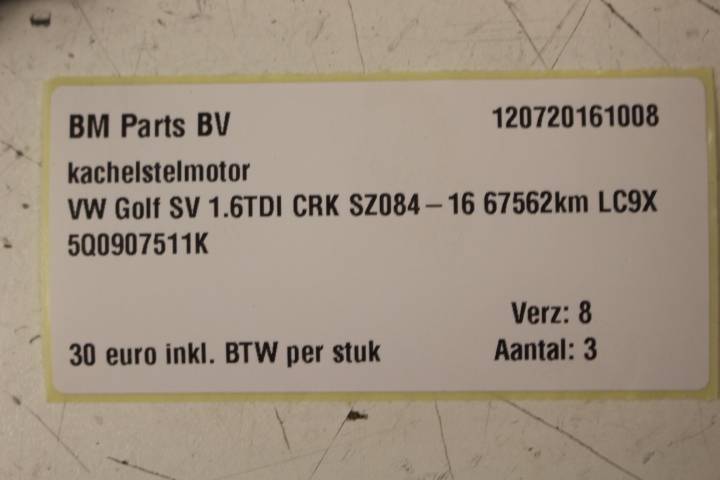 BM Parts BV 120720161008
kachelstelmotor
VW Golf SV 1.6TDI CRK SZ084-16 67562km LC9X
5Q0907511K
Verz: 8
30 euro inkl. BTW per stuk Aantal: 3